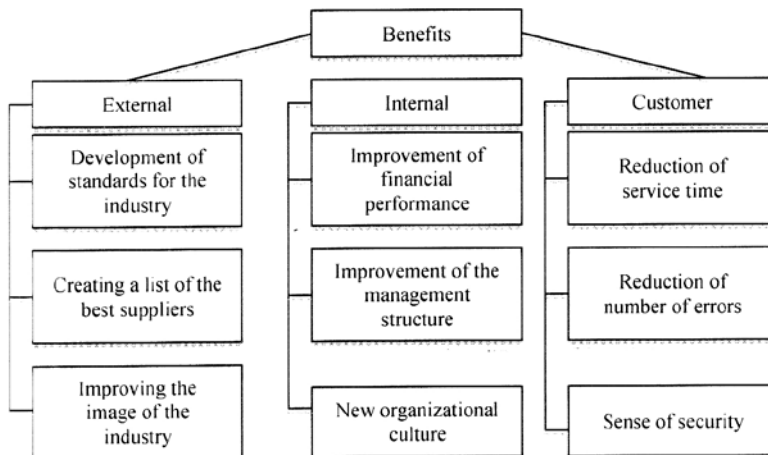 Benefits
External
Development of
standards for the
industry
Creating a list of the
best suppliers
Improving the
image of the
industry
Internal
Improvement of
financial
performance
Improvement of the
management
structure
New organizational
culture
Customer
Reduction of
service time
Reduction of
number of errors
Sense of security